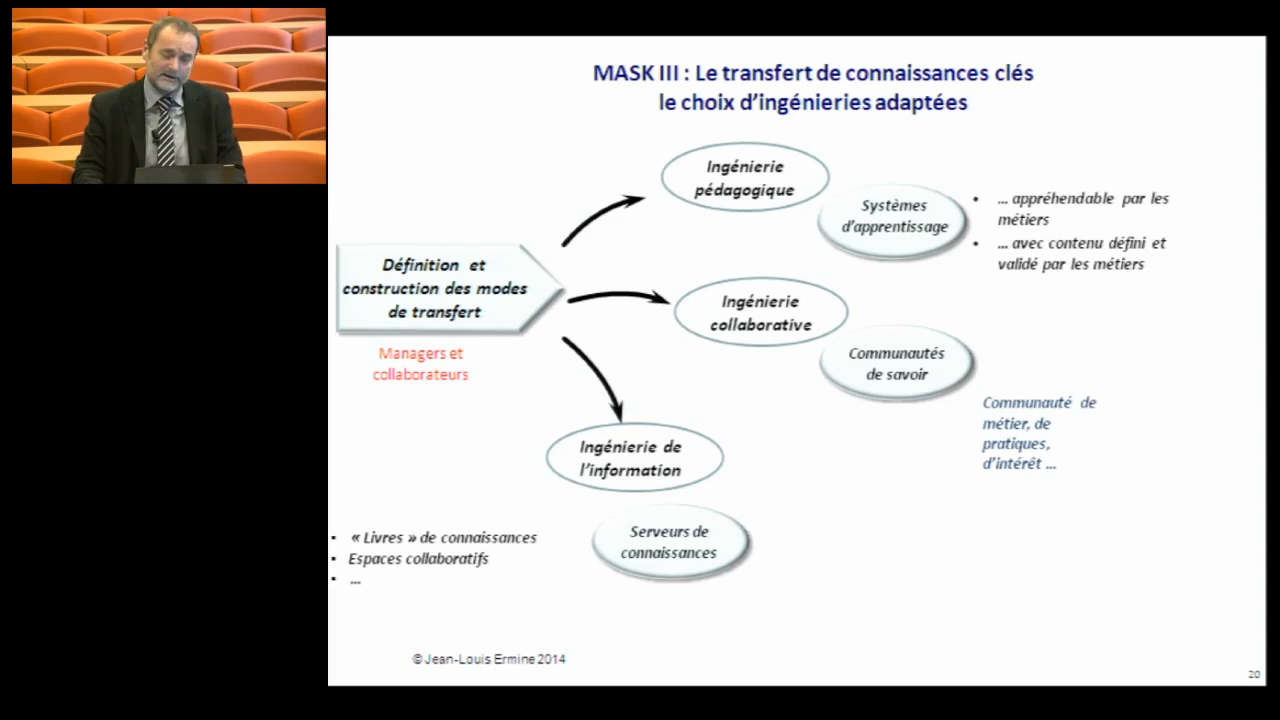 MASK III : Le transfert de connaissances clés
le choix d'ingénieries adaptées
Ingénierie
pédagogique
Systèmes
d'apprentissage
• ... appréhendable par les
métiers
• ... avec contenu défini et
validé par les métiers
Définition et
construction des modes
de transfert
Managers et
collaborateurs
Ingénierie
collaborative
Communautés
de savoir
Communauté de
métier, de
pratiques,
d'intérêt ...
Ingénierie de
l'information
Serveurs de
connaissances
• « Livres » de connaissances
• Espaces collaboratifs
• ...
© Jean-Louis Ermine 2014
20